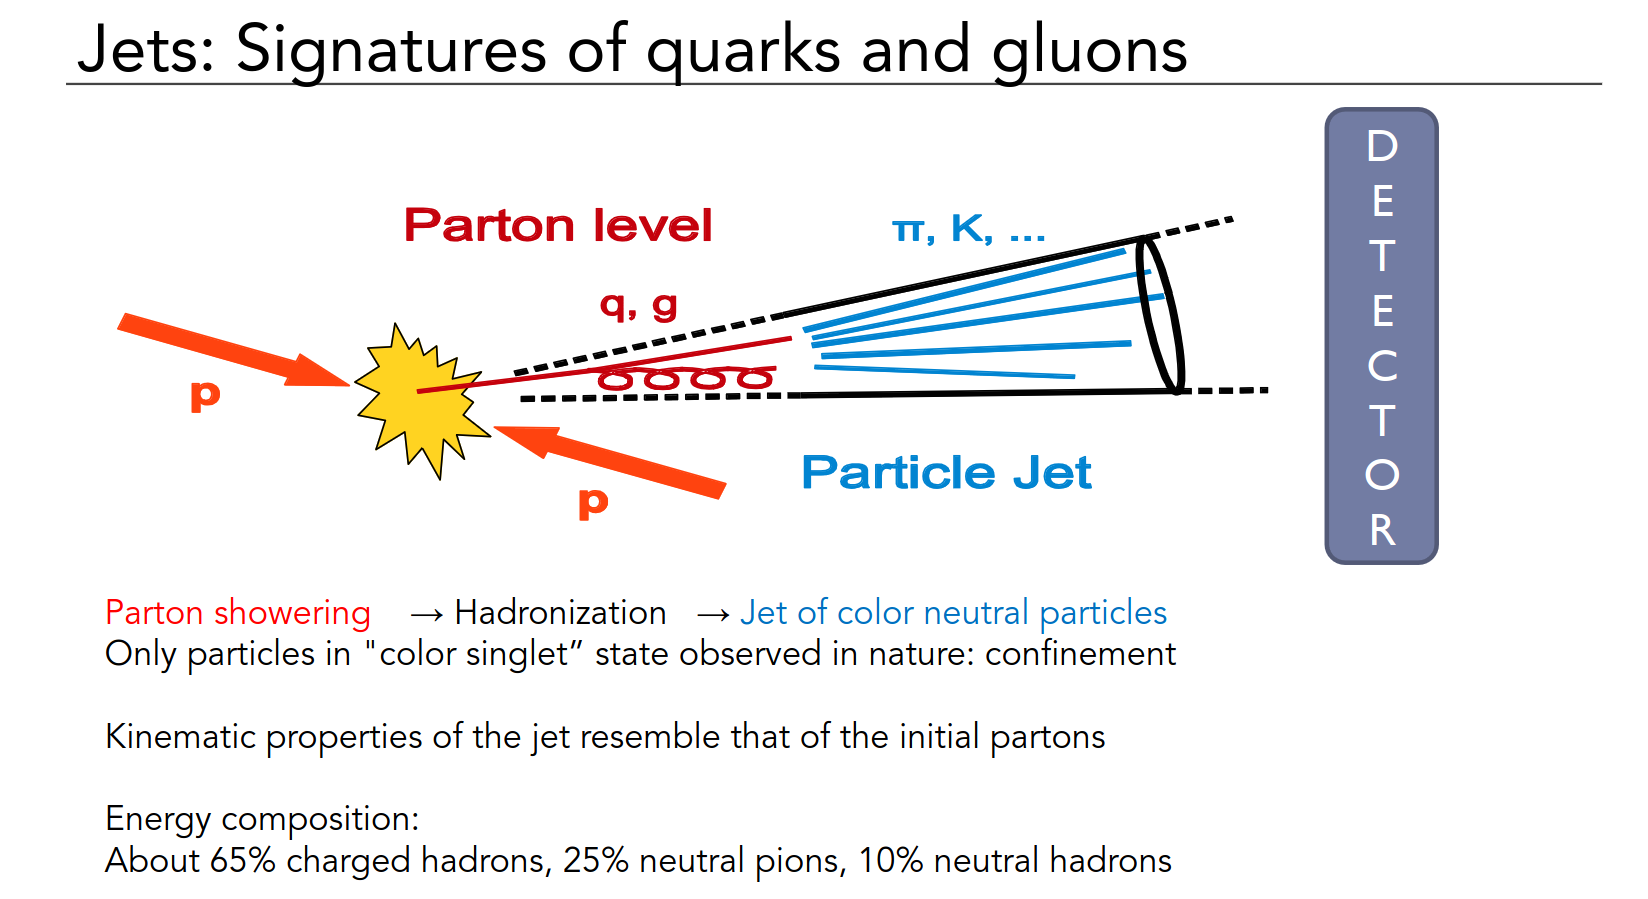 Jets: Signatures of quarks and gluons
Parton level
π, K, ...
q, g
p
p
Particle Jet
D
E
T
E
C
T
O
R
Parton showering → Hadronization → Jet of color neutral particles
Only particles in "color singlet” state observed in nature: confinement
Kinematic properties of the jet resemble that of the initial partons
Energy composition:
About 65% charged hadrons, 25% neutral pions, 10% neutral hadrons